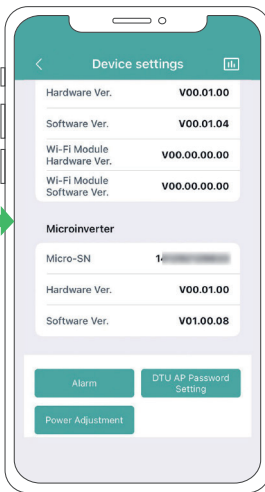 Device settings
Hardware Ver. V00.01.00
Software Ver. V00.01.04
Wi-Fi Module
Hardware Ver. V00.00.00.00
Wi-Fi Module
Software Ver. V00.00.00.00
Microinverter
Micro-SN
Hardware Ver. V00.01.00
Software Ver. V01.00.08
Alarm
DTU AP Password
Setting
Power Adjustment